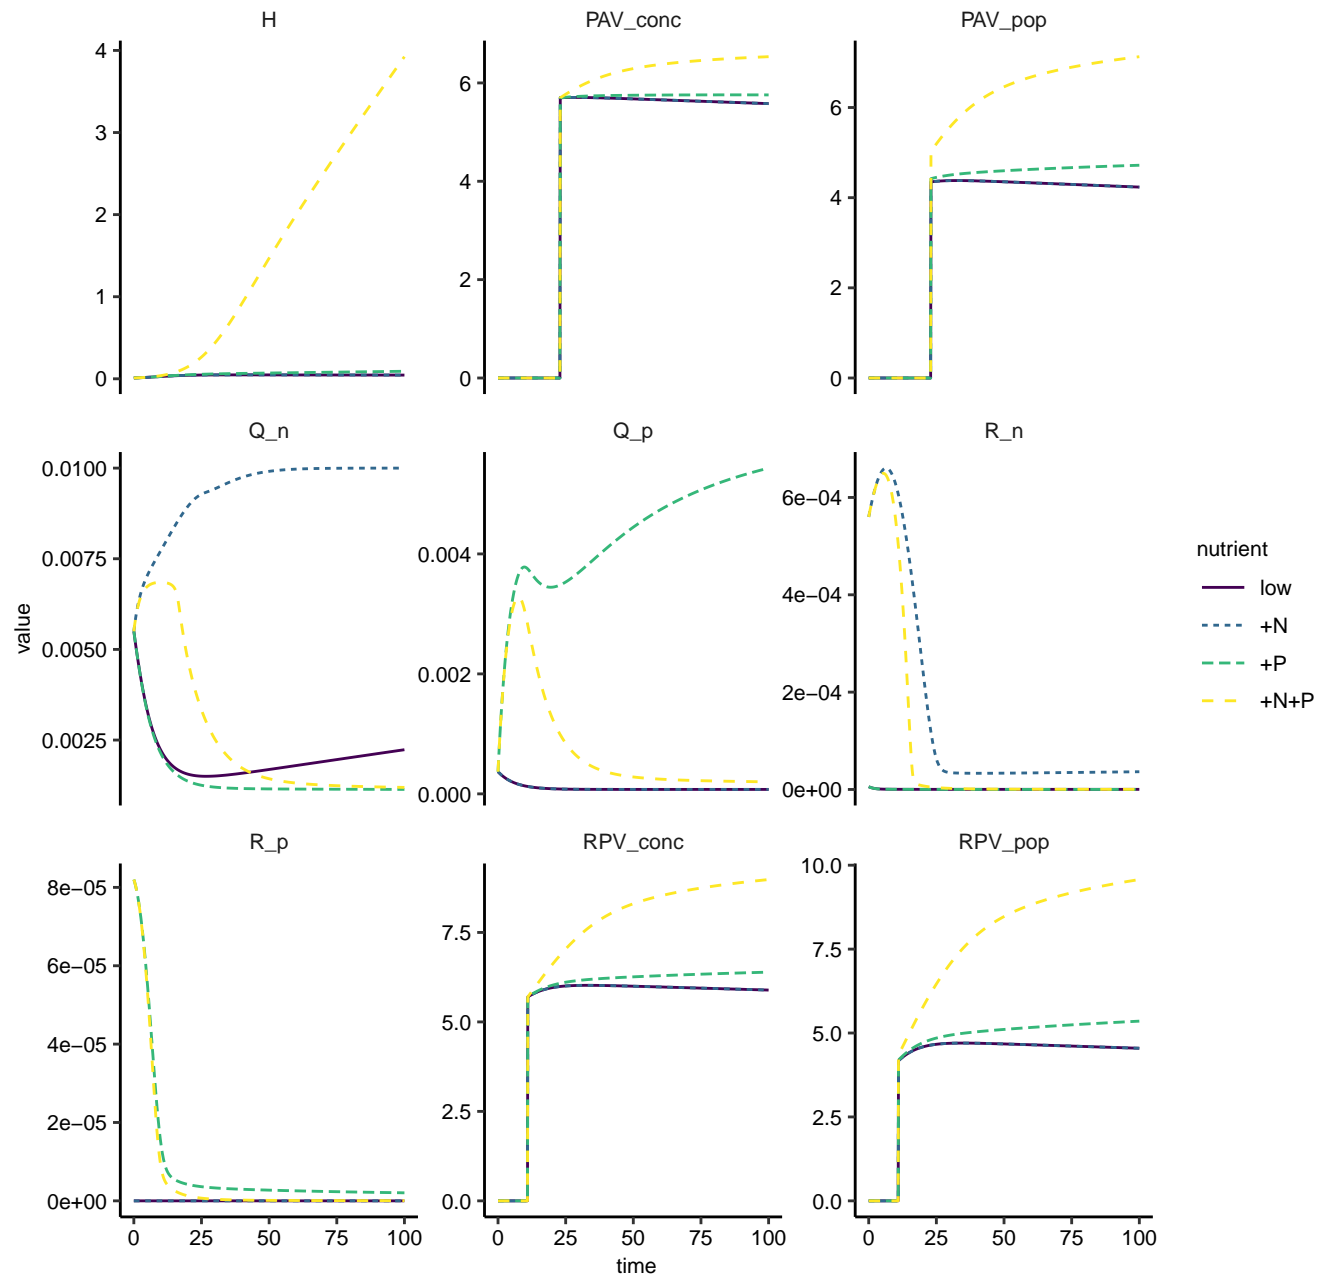 H
PAV_conc
PAV_pop
4
3
2
1
0
6
4
2
0
6
4
2
0
Q_n
Q_p
R_n
value
0.0100
0.0075
0.0050
0.0025
0.004
0.002
0.000
6e−04
4e−04
2e−04
0e+00
nutrient
low
+N
+P
+N+P
R_p
RPV_conc
RPV_pop
8e−05
6e−05
4e−05
2e−05
0e+00
7.5
5.0
2.5
0.0
10.0
7.5
5.0
2.5
0.0
0 25 50 75 100
0 25 50 75 100
0 25 50 75 100
time